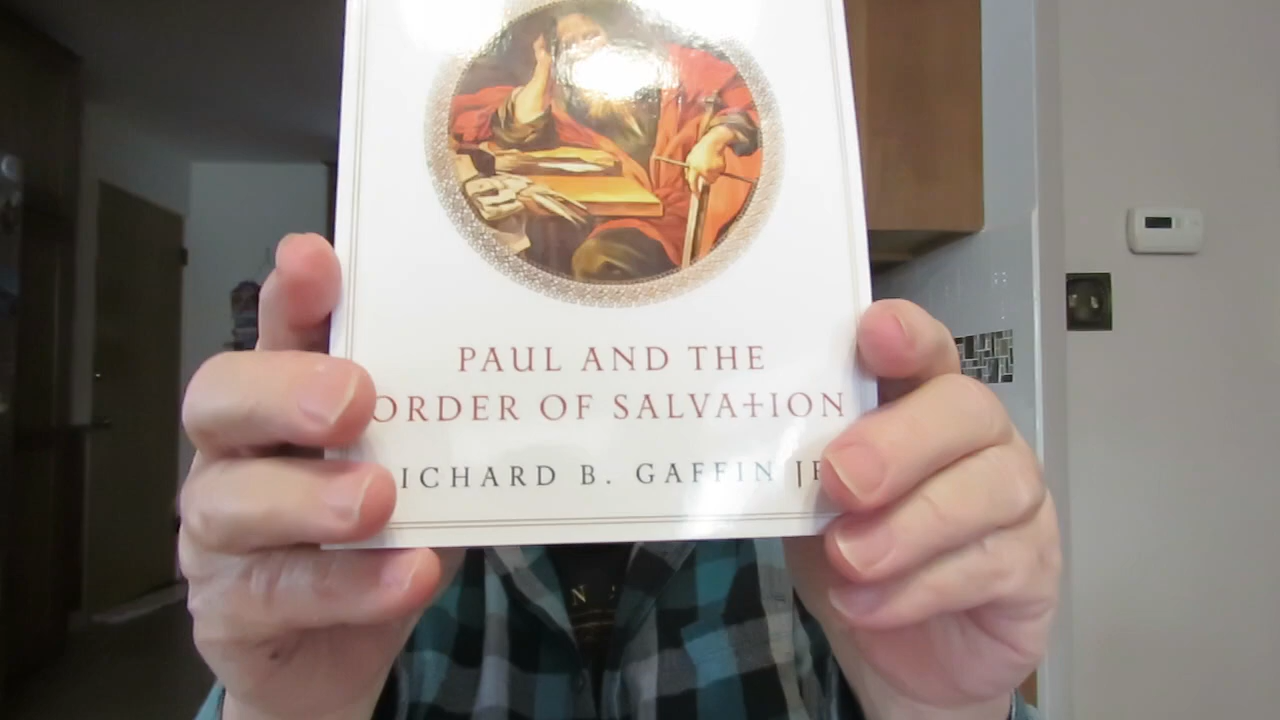 PAUL AND THE
ORDER OF SALVATION
ICHARD B. GAFFIN J